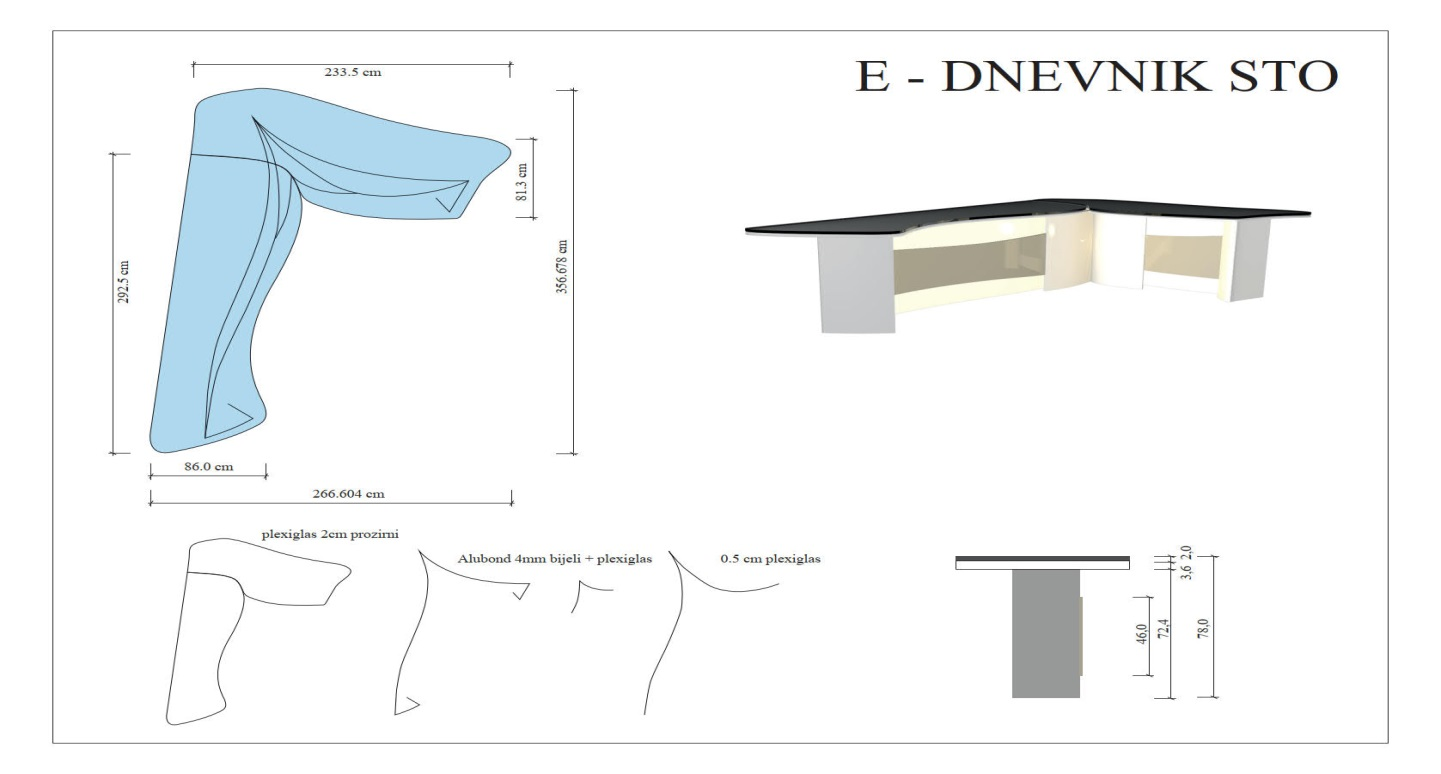 E - DNEVNIK STO
233.5 cm
81.3 cm
292.5 cm
356.678 cm
86.0 cm
266.604 cm
plexiglas 2cm prozirni
Alubond 4mm bijeli + plexiglas
0.5 cm plexiglas
2,0
3,6
46,0
72,4
78,0